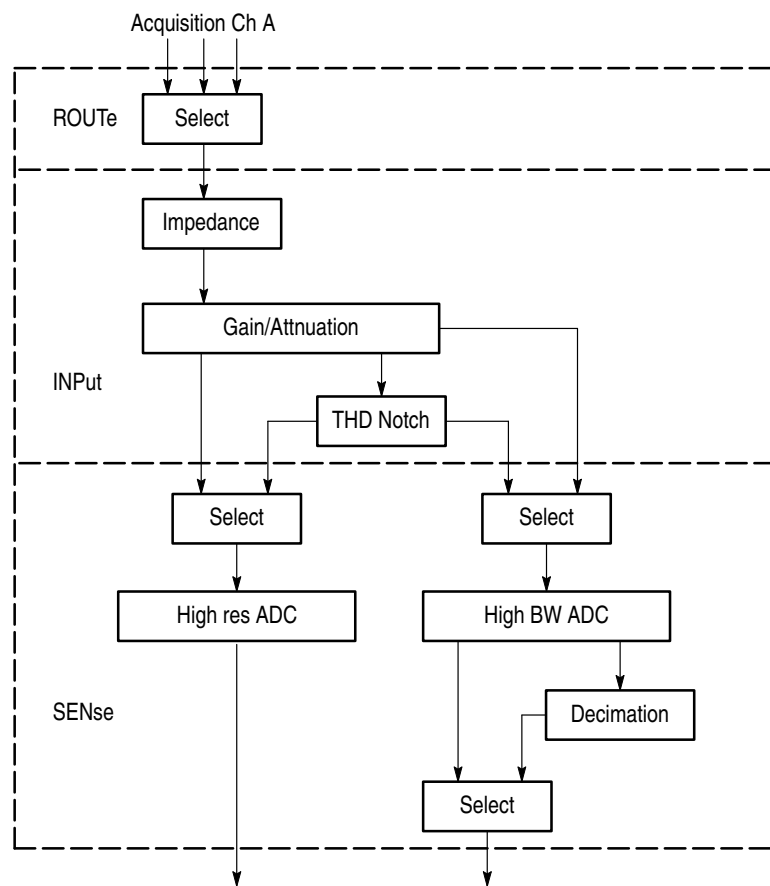 Acquisition Ch A
ROUTe
Select
Impedance
Gain/Attnuation
INPut
THD Notch
Select
Select
High res ADC
High BW ADC
SENse
Decimation
Select